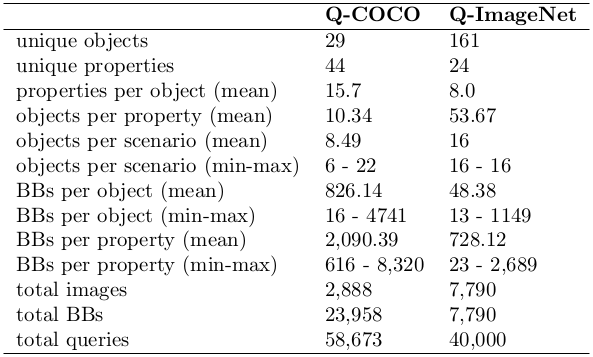 Q-COCO Q-ImageNet
unique objects 29 161
unique properties 44 24
properties per object (mean) 15.7 8.0
objects per property (mean) 10.34 53.67
objects per scenario (mean) 8.49 16
objects per scenario (min-max) 6 - 22 16 - 16
BBs per object (mean) 826.14 48.38
BBs per object (min-max) 16 - 4741 13 - 1149
BBs per property (mean) 2,090.39 728.12
BBs per property (min-max) 616 - 8,320 23 - 2,689
total images 2,888 7,790
total BBs 23,958 7,790
total queries 58,673 40,000